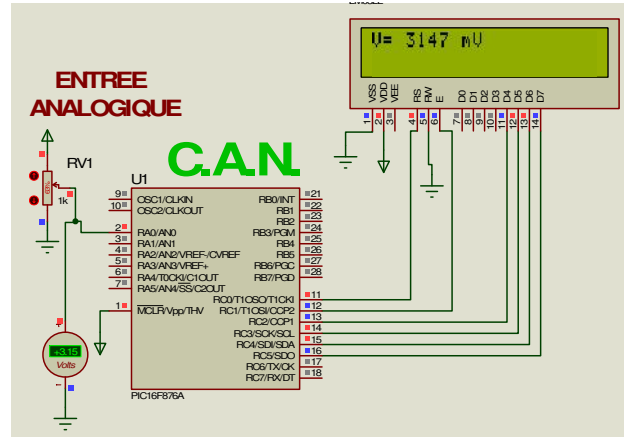 V= 3147 mV
VSS VDD VEE RS RW E D0 D1 D2 D3 D4 D5 D6 D7
1 2 3 4 5 6 7 8 9 10 11 12 13 14
ENTREE
ANALOGIQUE
C.A.N.
RV1
1k
U1
9 OSC1/CLKIN RB0/INT 21
10 OSC2/CLKOUT RB1 22
RB2 23
2 RA0/AN0 RB3/PGM 24
3 RA1/AN1 RB4 25
4 RA2/AN2/VREF-/CVREF RB5 26
5 RA3/AN3/VREF+ RB6/PGC 27
6 RA4/T0CKI/C1OUT RB7/PGD 28
7 RA5/AN4/SS/C2OUT
RC0/T1OSO/T1CKI 11
1 MCLR/Vpp/THV RC1/T1OSI/CCP2 12
RC2/CCP1 13
RC3/SCK/SCL 14
RC4/SDI/SDA 15
RC5/SDO 16
RC6/TX/CK 17
RC7/RX/DT 18
+3.15
Volts
PIC16F876A